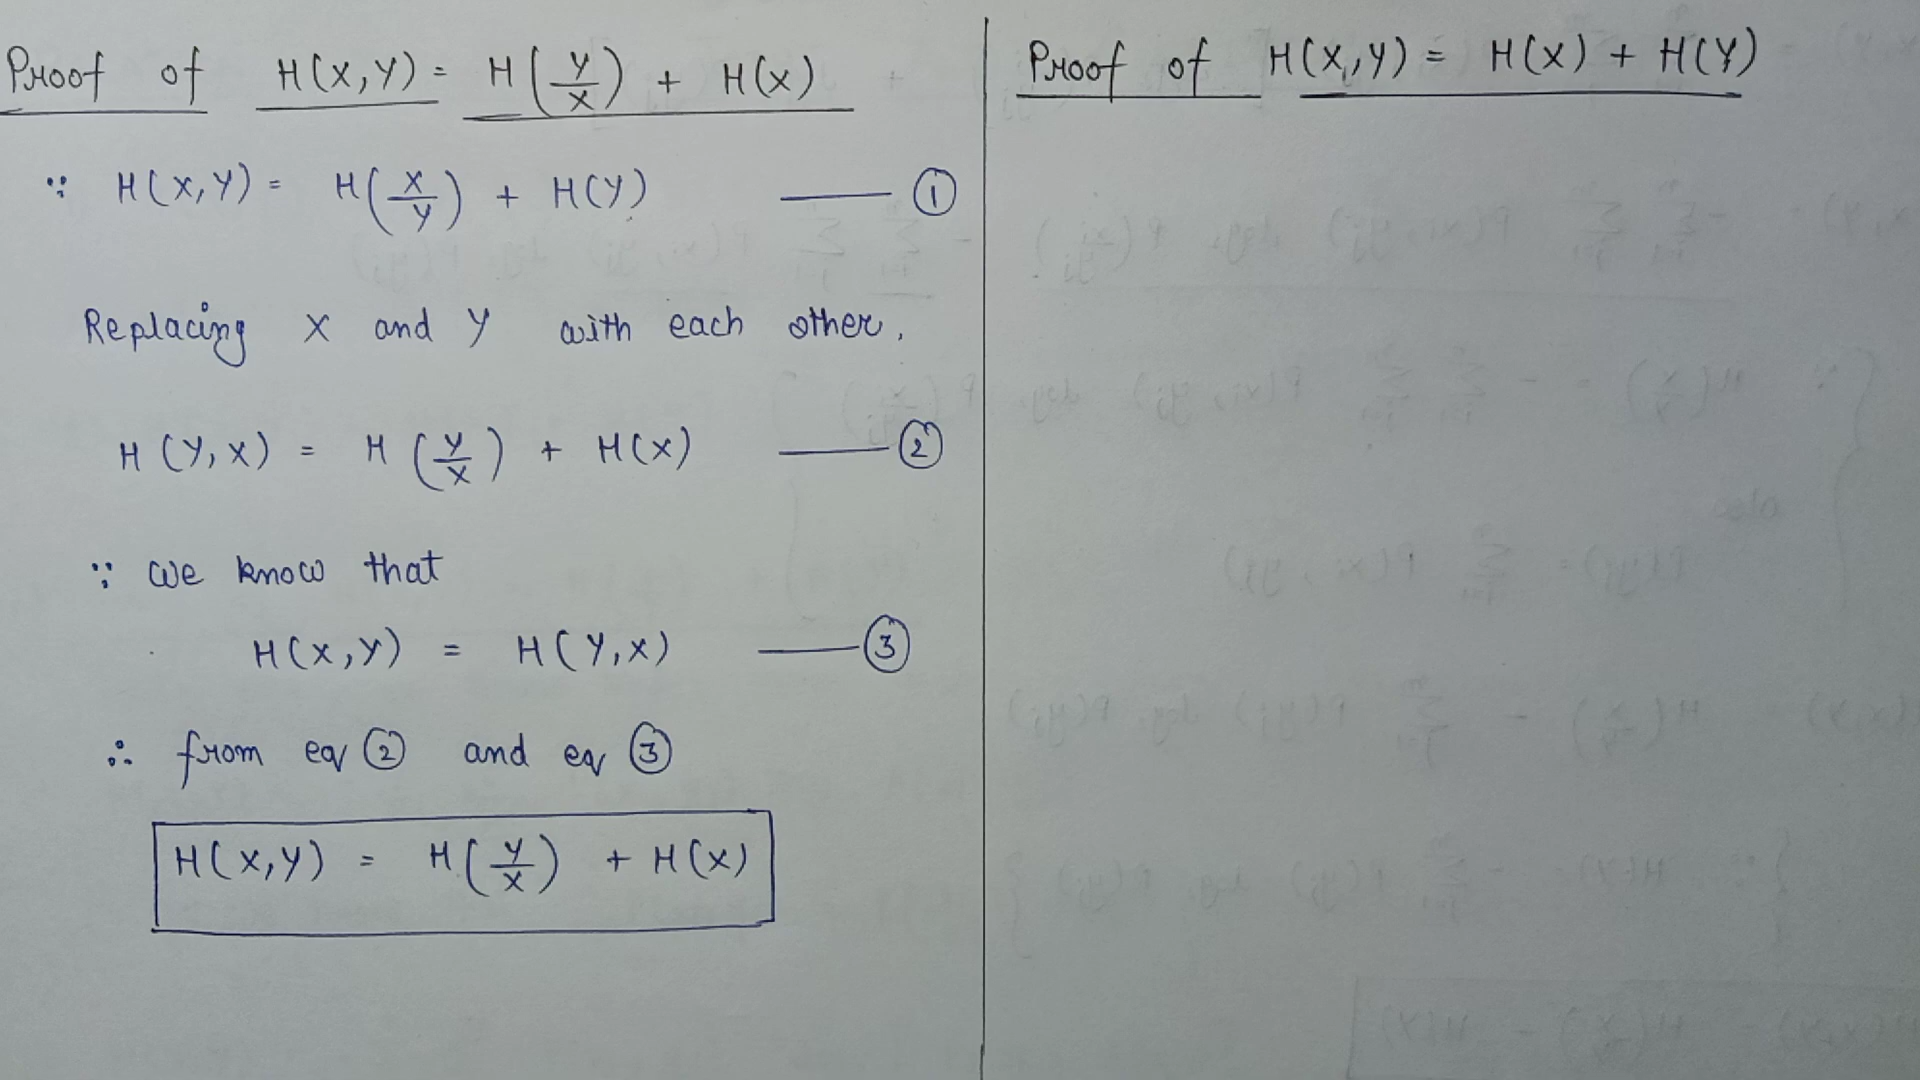 Proof of H(X,Y) = H(Y/X) + H(X)
∵ H(X,Y) = H(X/Y) + H(Y) —— ①
Replacing X and Y with each other,
H(Y,X) = H(Y/X) + H(X) —— ②
∵ we know that
H(X,Y) = H(Y,X) —— ③
∴ from eq ② and eq ③
H(X,Y) = H(Y/X) + H(X)
Proof of H(X,Y) = H(X) + H(Y)